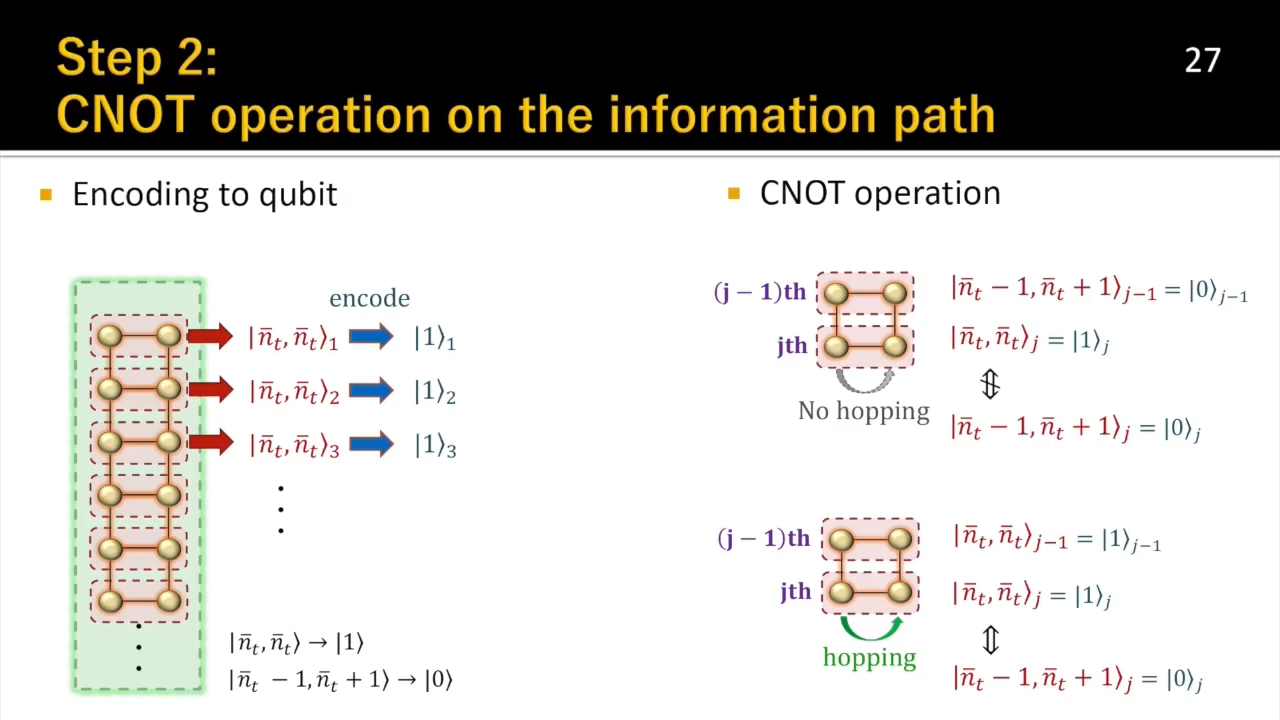 Step 2:
CNOT operation on the information path
27
▪ Encoding to qubit
encode
|n̄ₜ, n̄ₜ⟩₁ |1⟩₁
|n̄ₜ, n̄ₜ⟩₂ |1⟩₂
|n̄ₜ, n̄ₜ⟩₃ |1⟩₃
⋮
⋮
|n̄ₜ, n̄ₜ⟩ → |1⟩
|n̄ₜ − 1, n̄ₜ + 1⟩ → |0⟩
▪ CNOT operation
(j − 1)th |n̄ₜ − 1, n̄ₜ + 1⟩ⱼ₋₁ = |0⟩ⱼ₋₁
jth |n̄ₜ, n̄ₜ⟩ⱼ = |1⟩ⱼ
No hopping
|n̄ₜ − 1, n̄ₜ + 1⟩ⱼ = |0⟩ⱼ
(j − 1)th |n̄ₜ, n̄ₜ⟩ⱼ₋₁ = |1⟩ⱼ₋₁
jth |n̄ₜ, n̄ₜ⟩ⱼ = |1⟩ⱼ
hopping
|n̄ₜ − 1, n̄ₜ + 1⟩ⱼ = |0⟩ⱼ